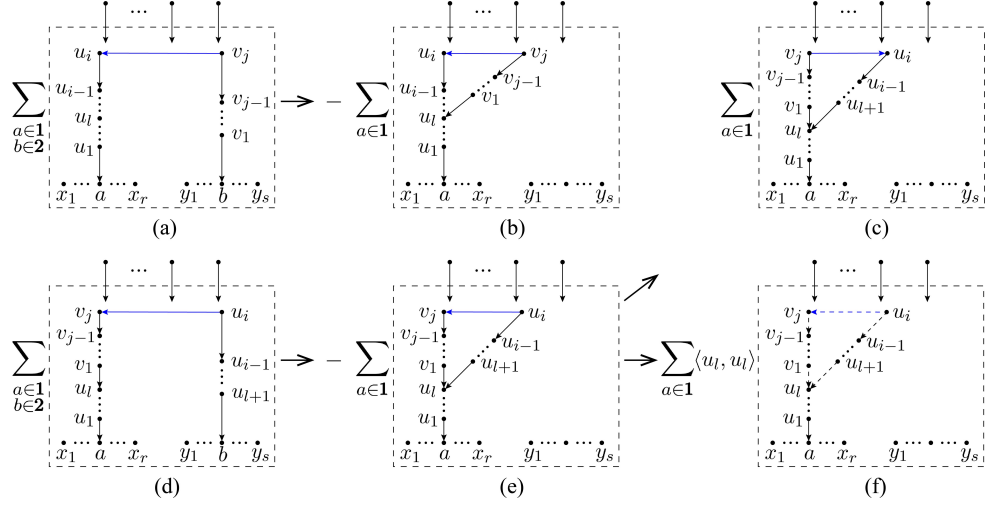 ... ... ...
u_i v_j u_i v_j v_j u_i
∑ a∈1 b∈2 u_{i−1} v_{j−1} − ∑ a∈1 u_{i−1} v_{j−1} ∑ a∈1 v_{j−1} u_{i−1}
u_l v_1 u_l v_1 v_1 u_{l+1}
u_l
u_1 u_1 u_1
x_1 a x_r y_1 b y_s x_1 a x_r y_1 y_s x_1 a x_r y_1 y_s
(a) (b) (c)
... ... ...
v_j u_i v_j u_i v_j u_i
v_{j−1} v_{j−1} v_{j−1}
∑ a∈1 b∈2 v_1 u_{i−1} − ∑ a∈1 v_1 u_{i−1} u_{l+1} ∑ a∈1 ⟨u_l, u_l⟩ v_1 u_{i−1} u_{l+1}
u_l u_{l+1} u_l u_l
u_1 u_1 u_1
x_1 a x_r y_1 b y_s x_1 a x_r y_1 y_s x_1 a x_r y_1 y_s
(d) (e) (f)